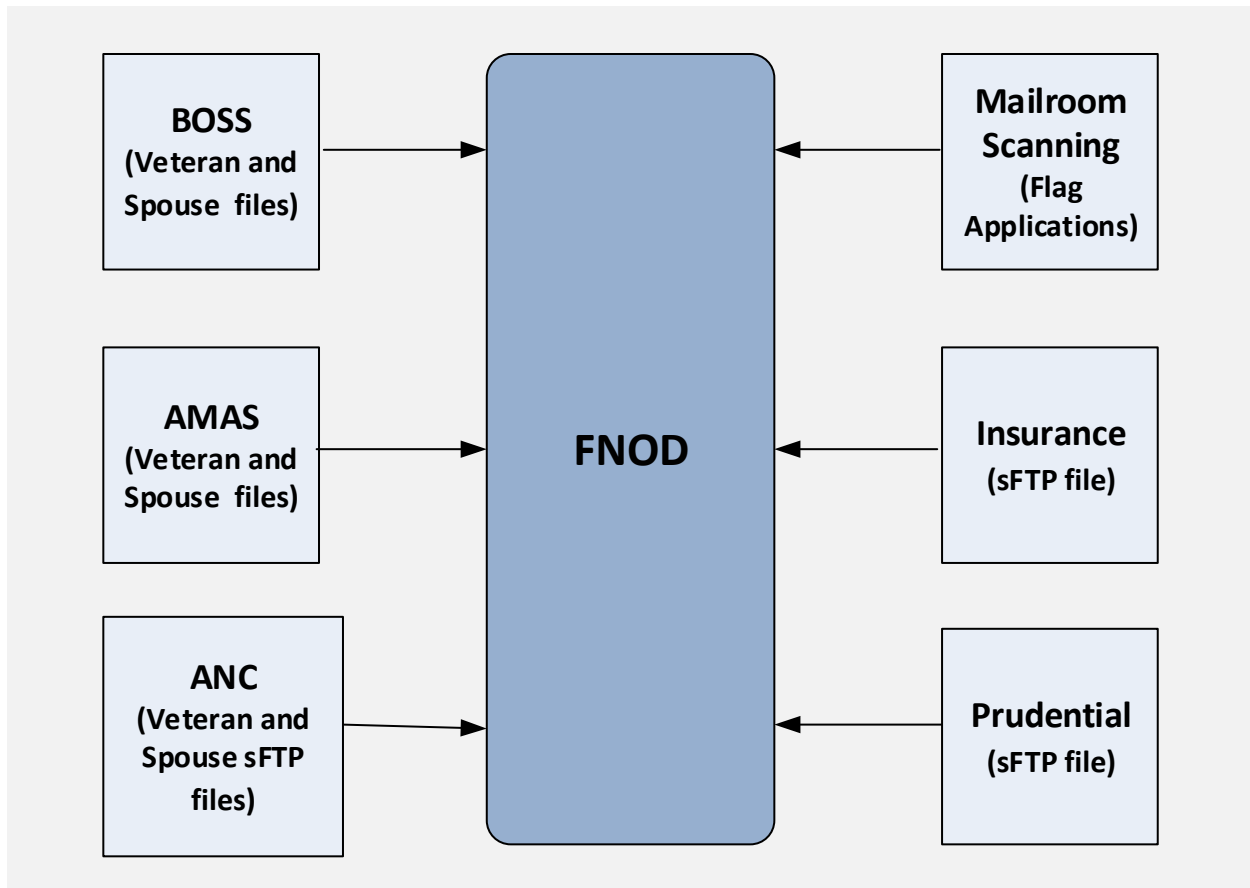 BOSS
(Veteran and
Spouse files)
AMAS
(Veteran and
Spouse files)
ANC
(Veteran and
Spouse sFTP
files)
FNOD
Mailroom
Scanning
(Flag
Applications)
Insurance
(sFTP file)
Prudential
(sFTP file)